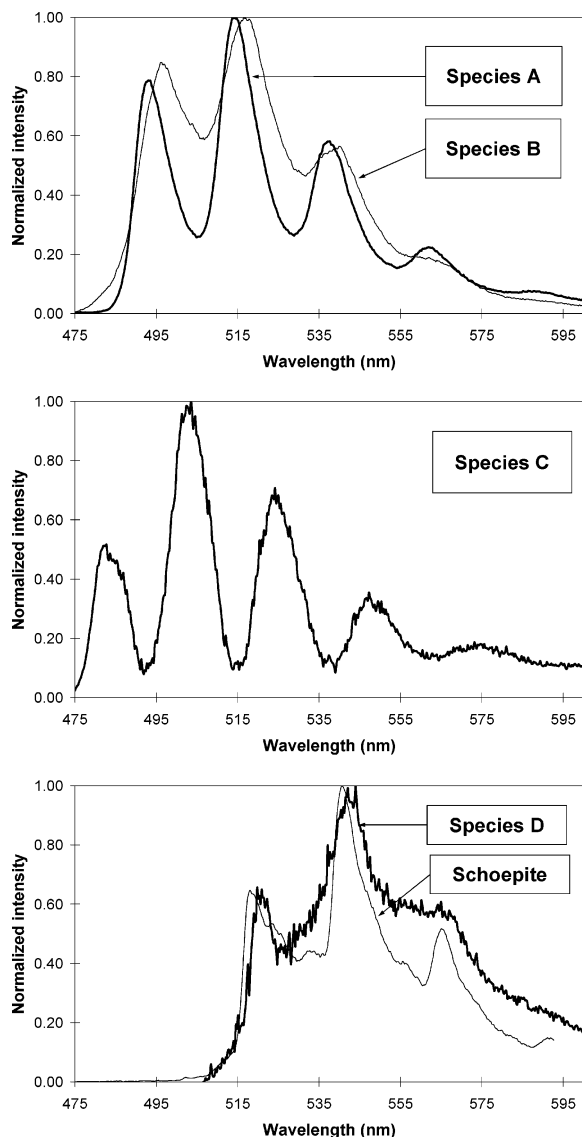 Normalized intensity
1.00
0.80
0.60
0.40
0.20
0.00
Species A
Species B
475 495 515 535 555 575 595
Wavelength (nm)
Normalized intensity
1.00
0.80
0.60
0.40
0.20
0.00
Species C
475 495 515 535 555 575 595
Wavelength (nm)
Normalized intensity
1.00
0.80
0.60
0.40
0.20
0.00
Species D
Schoepite
475 495 515 535 555 575 595
Wavelength (nm)